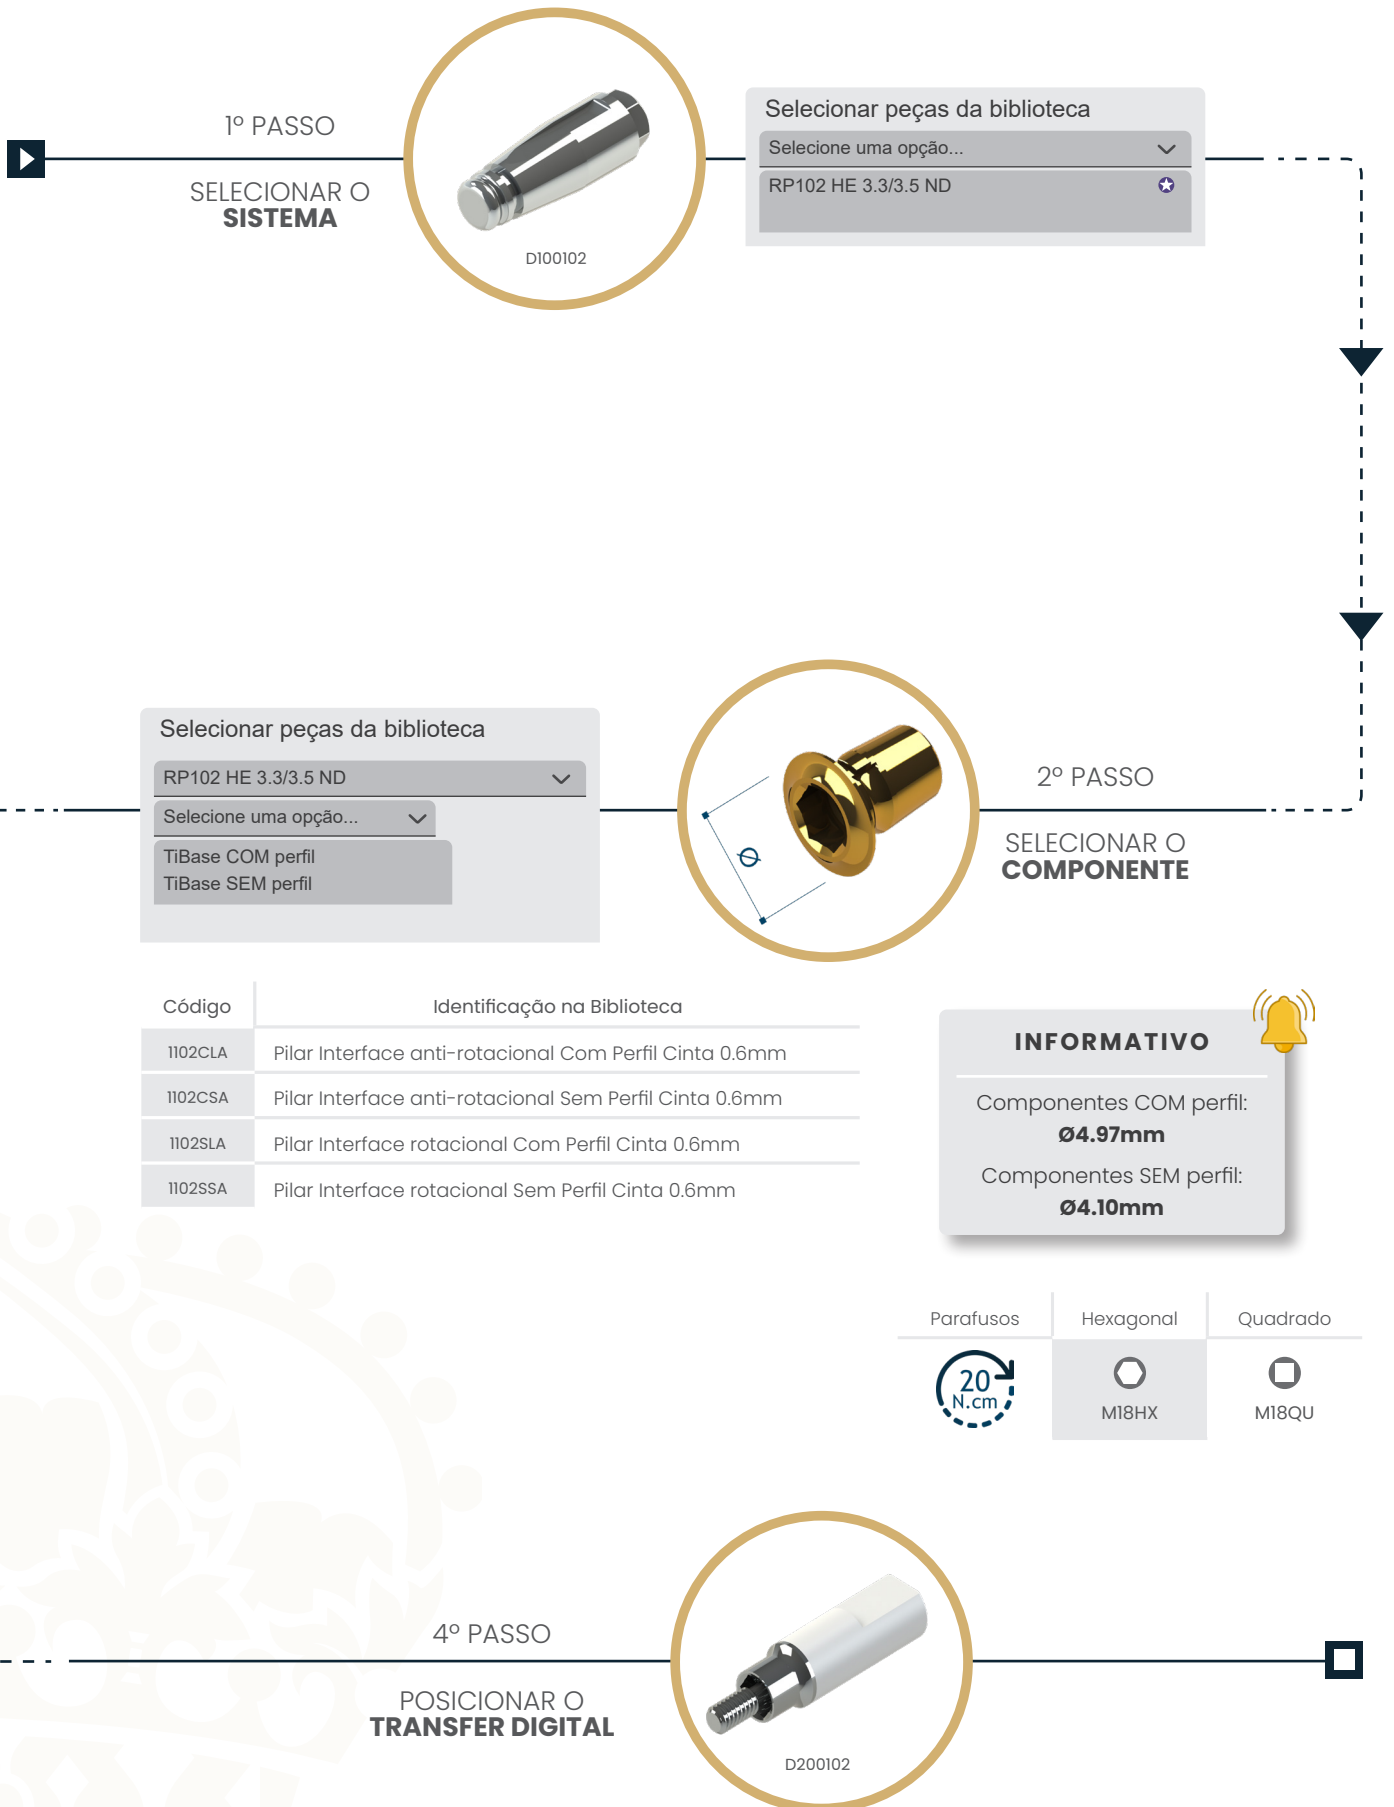 1º PASSO
SELECIONAR O
SISTEMA
D100102
Selecionar peças da biblioteca
Selecione uma opção...
RP102 HE 3.3/3.5 ND
Selecionar peças da biblioteca
RP102 HE 3.3/3.5 ND
Selecione uma opção...
TiBase COM perfil
TiBase SEM perfil
Ø
2º PASSO
SELECIONAR O
COMPONENTE
Código Identificação na Biblioteca
1102CLA Pilar Interface anti-rotacional Com Perfil Cinta 0.6mm
1102CSA Pilar Interface anti-rotacional Sem Perfil Cinta 0.6mm
1102SLA Pilar Interface rotacional Com Perfil Cinta 0.6mm
1102SSA Pilar Interface rotacional Sem Perfil Cinta 0.6mm
INFORMATIVO
Componentes COM perfil:
Ø4.97mm
Componentes SEM perfil:
Ø4.10mm
Parafusos Hexagonal Quadrado
20
N.cm
M18HX M18QU
4º PASSO
POSICIONAR O
TRANSFER DIGITAL
D200102